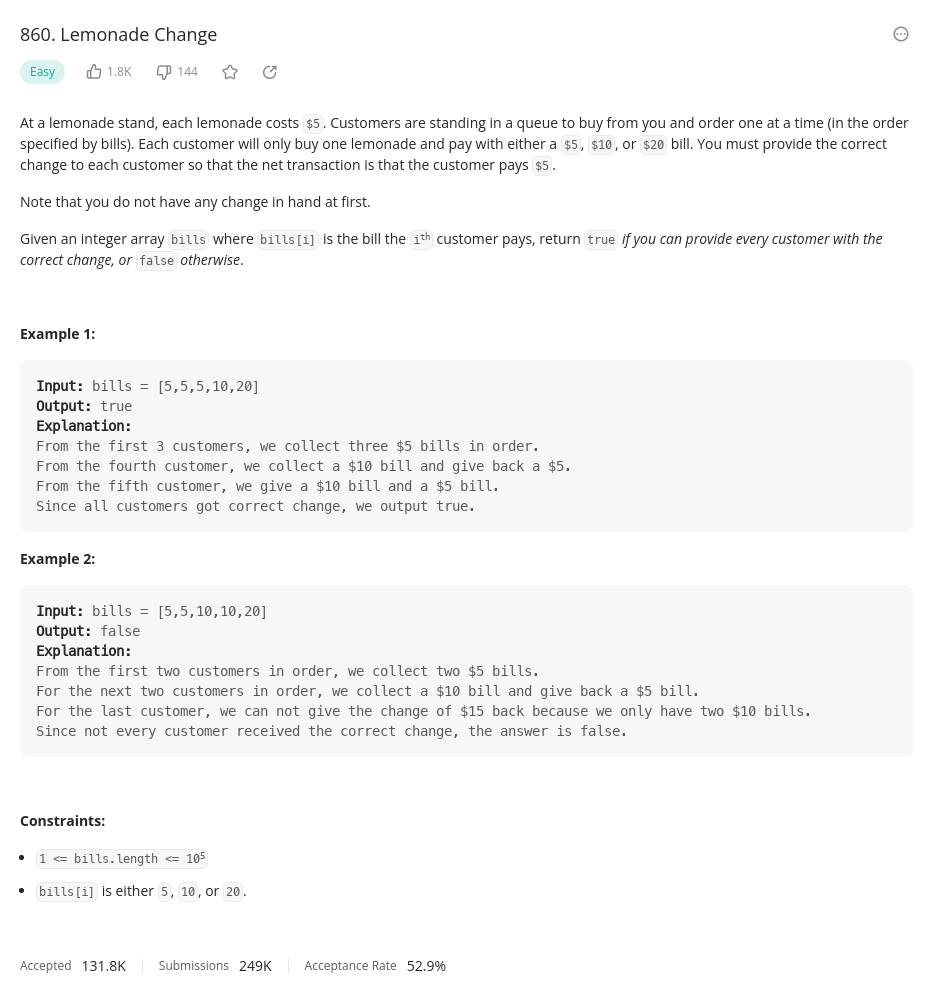 860. Lemonade Change
Easy 1.8K 144
At a lemonade stand, each lemonade costs $5. Customers are standing in a queue to buy from you and order one at a time (in the order
specified by bills). Each customer will only buy one lemonade and pay with either a $5, $10, or $20 bill. You must provide the correct
change to each customer so that the net transaction is that the customer pays $5.
Note that you do not have any change in hand at first.
Given an integer array bills where bills[i] is the bill the iᵗʰ customer pays, return true if you can provide every customer with the
correct change, or false otherwise.
Example 1:
Input: bills = [5,5,5,10,20]
Output: true
Explanation:
From the first 3 customers, we collect three $5 bills in order.
From the fourth customer, we collect a $10 bill and give back a $5.
From the fifth customer, we give a $10 bill and a $5 bill.
Since all customers got correct change, we output true.
Example 2:
Input: bills = [5,5,10,10,20]
Output: false
Explanation:
From the first two customers in order, we collect two $5 bills.
For the next two customers in order, we collect a $10 bill and give back a $5 bill.
For the last customer, we can not give the change of $15 back because we only have two $10 bills.
Since not every customer received the correct change, the answer is false.
Constraints:
• 1 <= bills.length <= 10⁵
• bills[i] is either 5, 10, or 20.
Accepted 131.8K Submissions 249K Acceptance Rate 52.9%